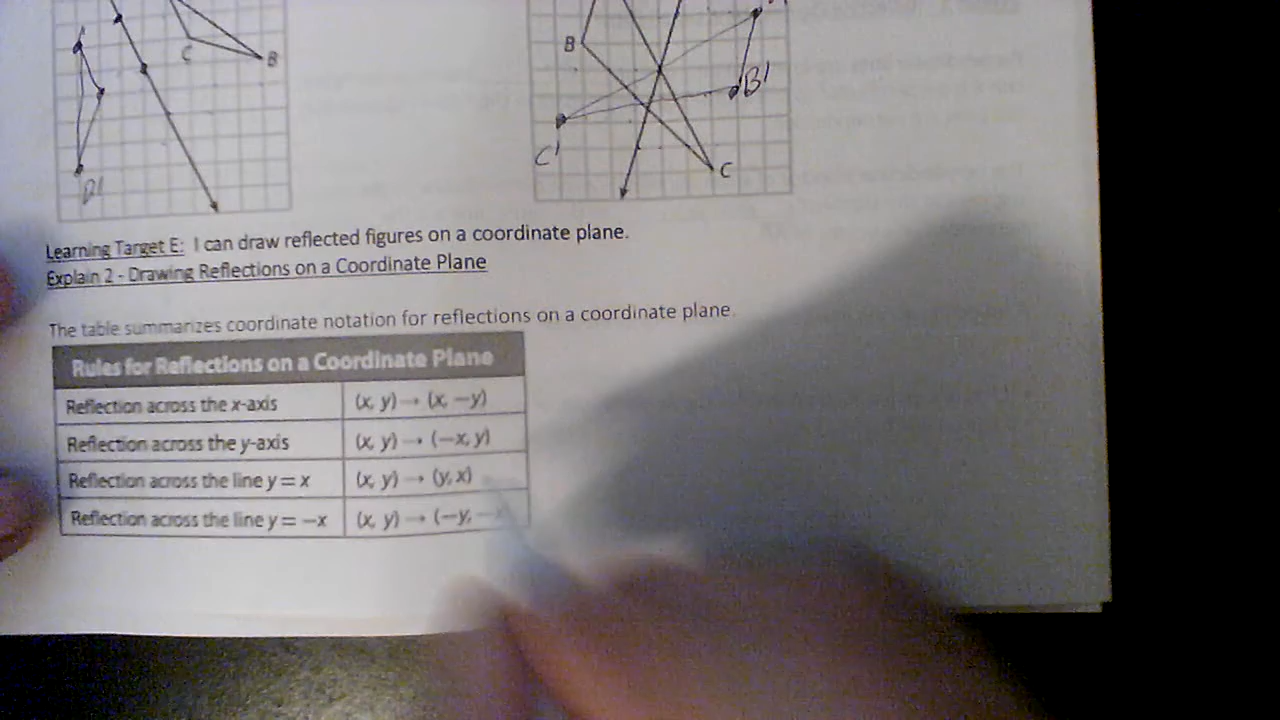 C
B
B
B'
C'
C
Learning Target E: I can draw reflected figures on a coordinate plane.
Explain 2 - Drawing Reflections on a Coordinate Plane
The table summarizes coordinate notation for reflections on a coordinate plane.
Rules for Reflections on a Coordinate Plane
Reflection across the x-axis (x, y) → (x, −y)
Reflection across the y-axis (x, y) → (−x, y)
Reflection across the line y = x (x, y) → (y, x)
Reflection across the line y = −x (x, y) → (−y, −